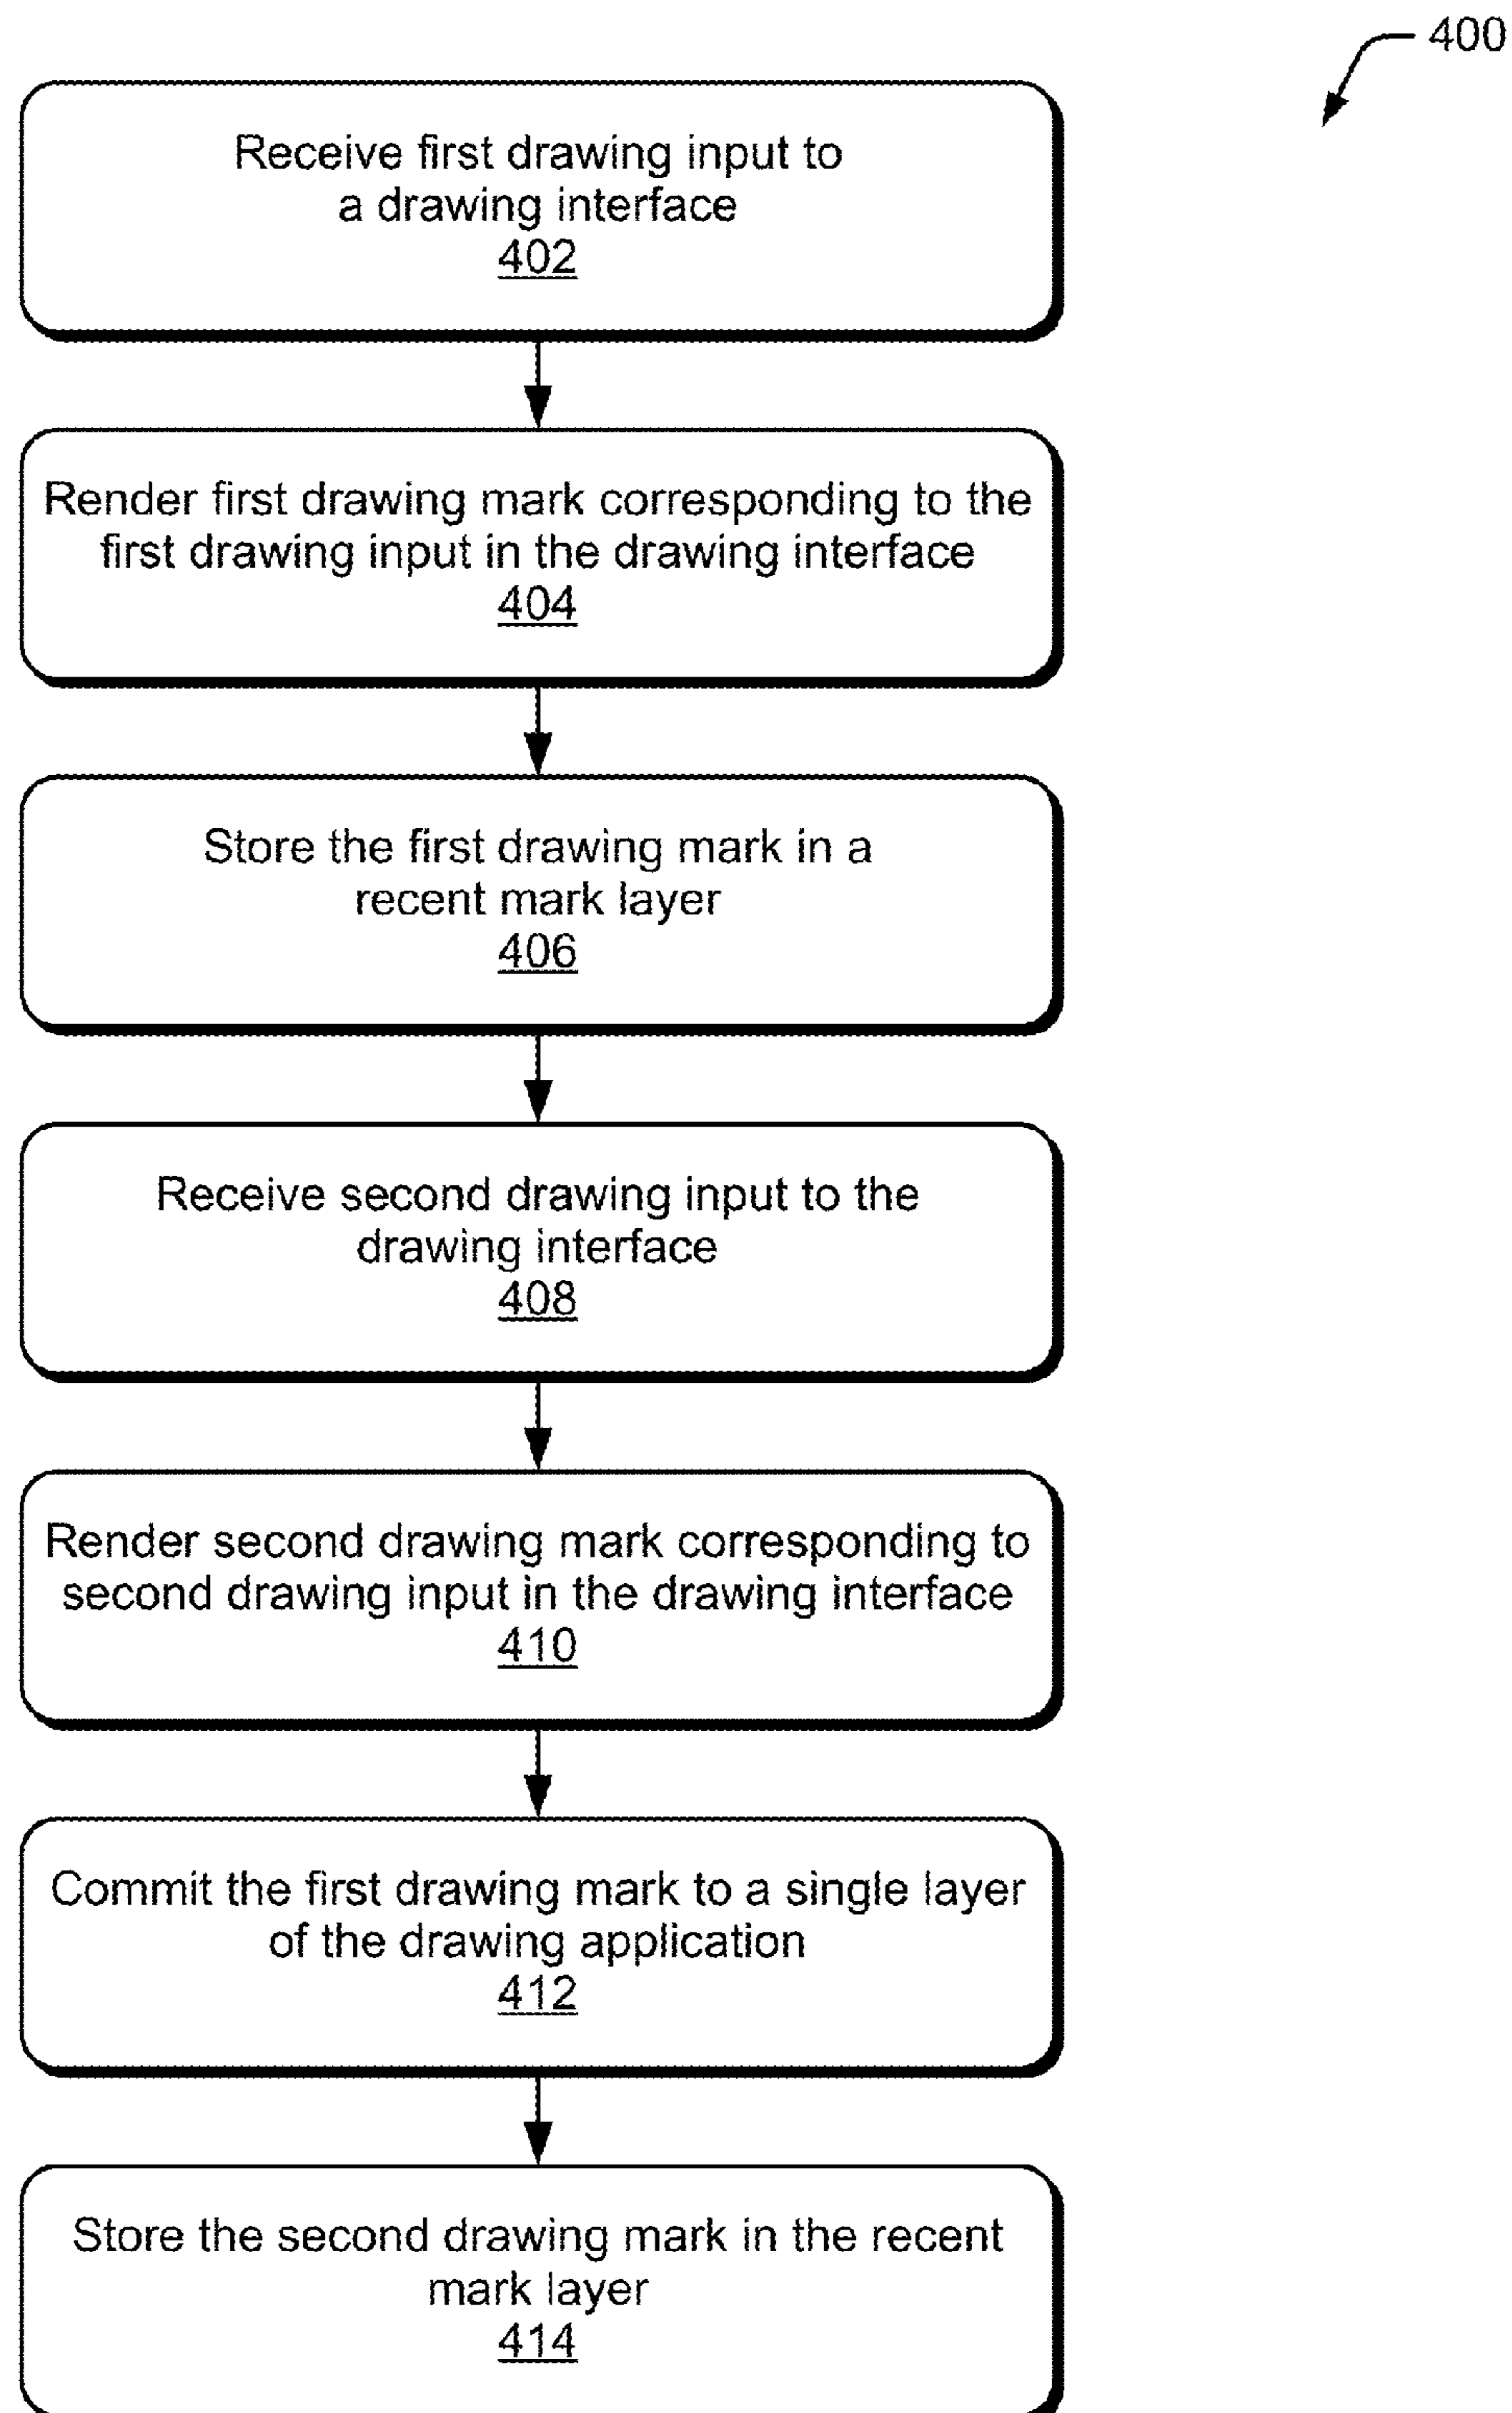 400
Receive first drawing input to
a drawing interface
402
Render first drawing mark corresponding to the
first drawing input in the drawing interface
404
Store the first drawing mark in a
recent mark layer
406
Receive second drawing input to the
drawing interface
408
Render second drawing mark corresponding to
second drawing input in the drawing interface
410
Commit the first drawing mark to a single layer
of the drawing application
412
Store the second drawing mark in the recent
mark layer
414